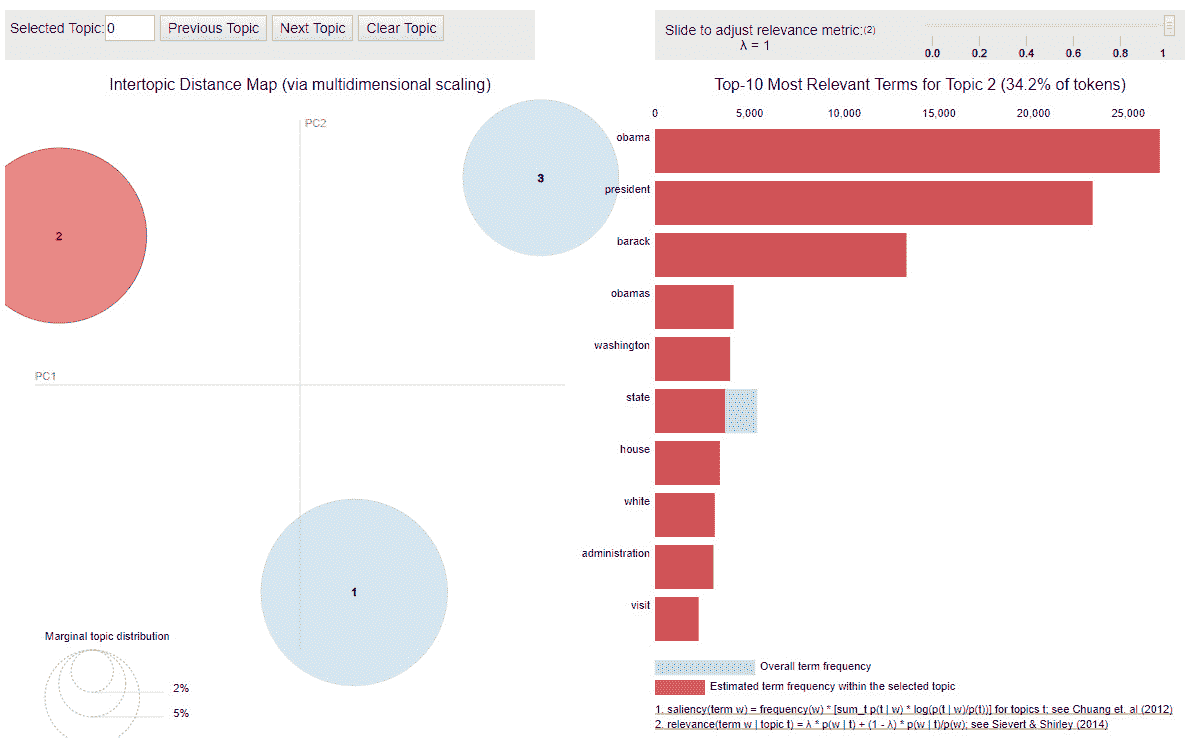 Selected Topic: 0 Previous Topic Next Topic Clear Topic
Slide to adjust relevance metric:(2)
λ = 1
0.0 0.2 0.4 0.6 0.8 1
Intertopic Distance Map (via multidimensional scaling)
PC2
PC1
2
3
1
Marginal topic distribution
2%
5%
Top-10 Most Relevant Terms for Topic 2 (34.2% of tokens)
0 5,000 10,000 15,000 20,000 25,000
obama
president
barack
obamas
washington
state
house
white
administration
visit
Overall term frequency
Estimated term frequency within the selected topic
1. saliency(term w) = frequency(w) * [sum_t p(t | w) * log(p(t | w)/p(t))] for topics t; see Chuang et. al (2012)
2. relevance(term w | topic t) = λ * p(w | t) + (1 - λ) * p(w | t)/p(w); see Sievert & Shirley (2014)